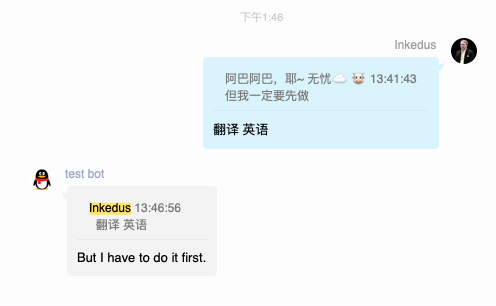 下午1:46
Inkedus
阿巴阿巴，耶~ 无忧☁️ 🐮 13:41:43
但我一定要先做
翻译 英语
test bot
Inkedus 13:46:56
翻译 英语
But I have to do it first.